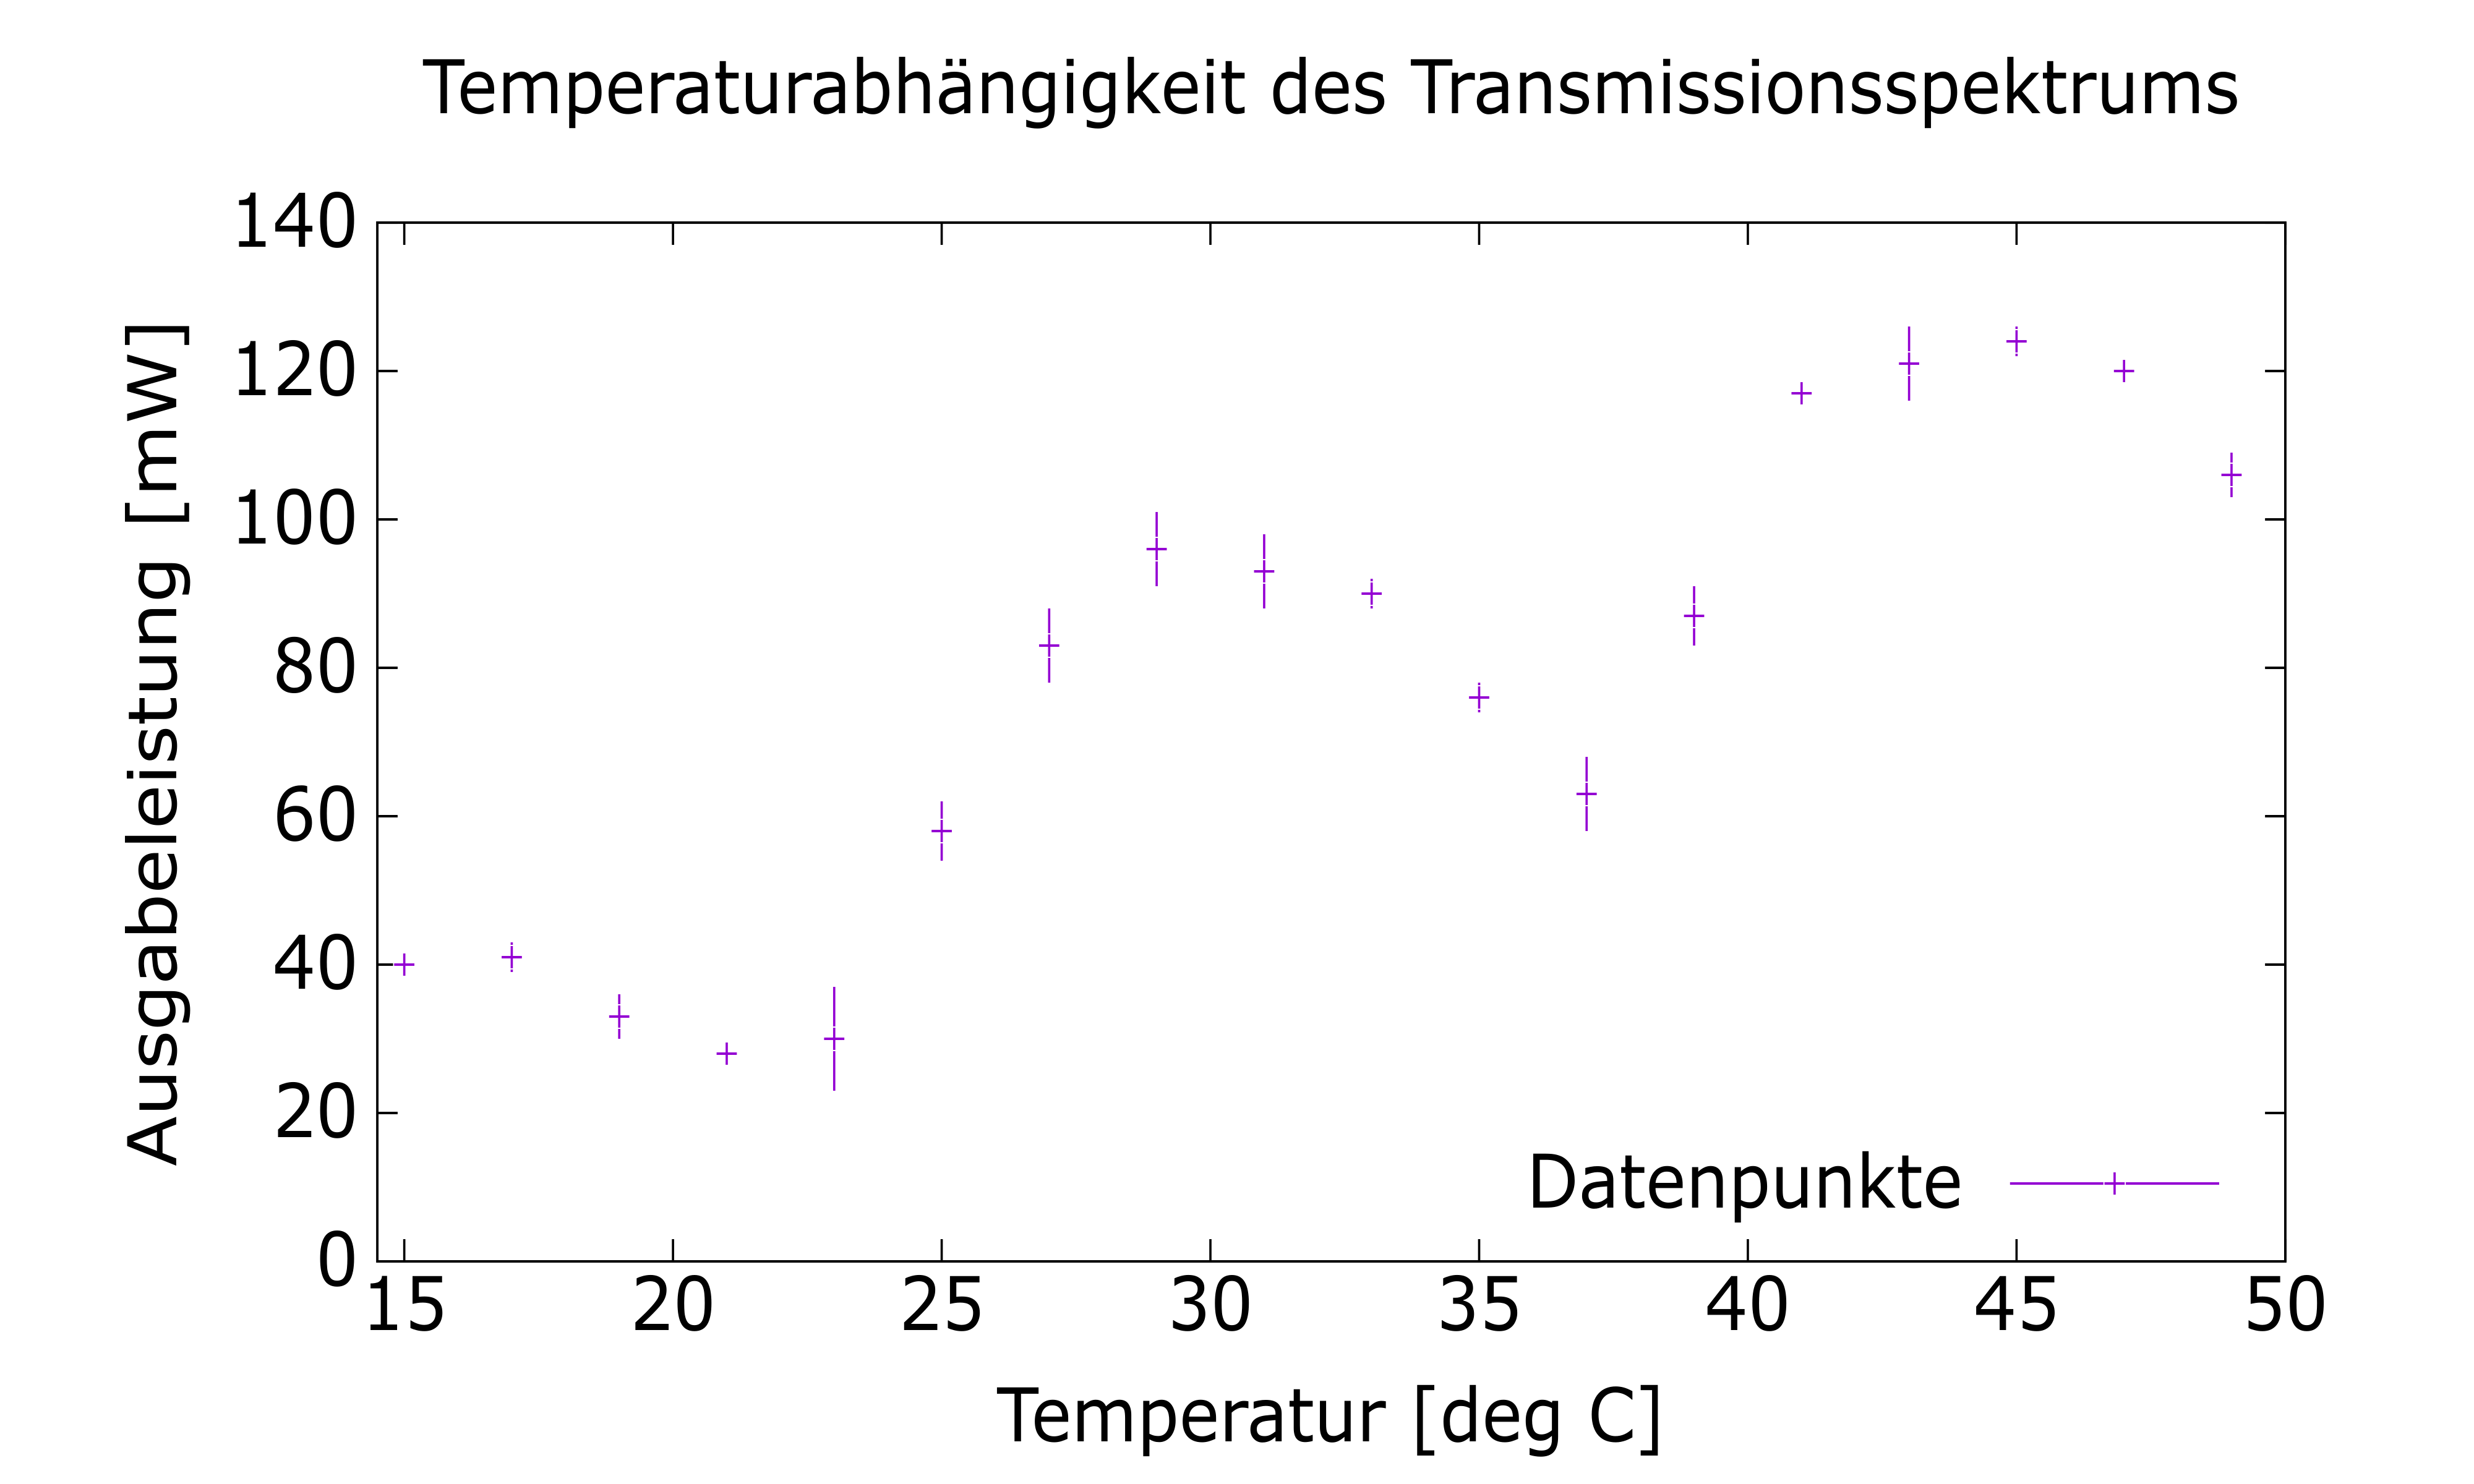 Temperaturabhängigkeit des Transmissionsspektrums
140
120
100
80
60
40
20
0
Ausgabeleistung [mW]
Datenpunkte
15 20 25 30 35 40 45 50
Temperatur [deg C]